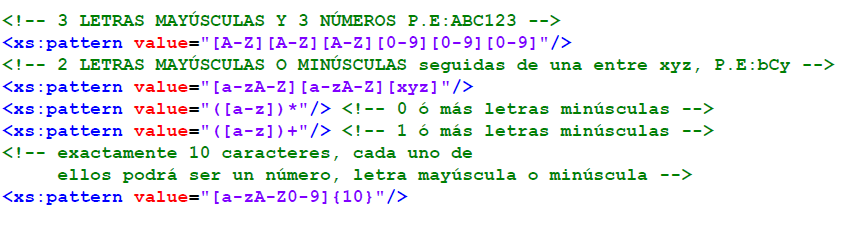 <!-- 3 LETRAS MAYÚSCULAS Y 3 NÚMEROS P.E:ABC123 -->
<xs:pattern value="[A-Z][A-Z][A-Z][0-9][0-9][0-9]"/>
<!-- 2 LETRAS MAYÚSCULAS O MINÚSCULAS seguidas de una entre xyz, P.E:bCy -->
<xs:pattern value="[a-zA-Z][a-zA-Z][xyz]"/>
<xs:pattern value="([a-z])*"/> <!-- 0 ó más letras minúsculas -->
<xs:pattern value="([a-z])+"/> <!-- 1 ó más letras minúsculas -->
<!-- exactamente 10 caracteres, cada uno de
     ellos podrá ser un número, letra mayúscula o minúscula -->
<xs:pattern value="[a-zA-Z0-9]{10}"/>